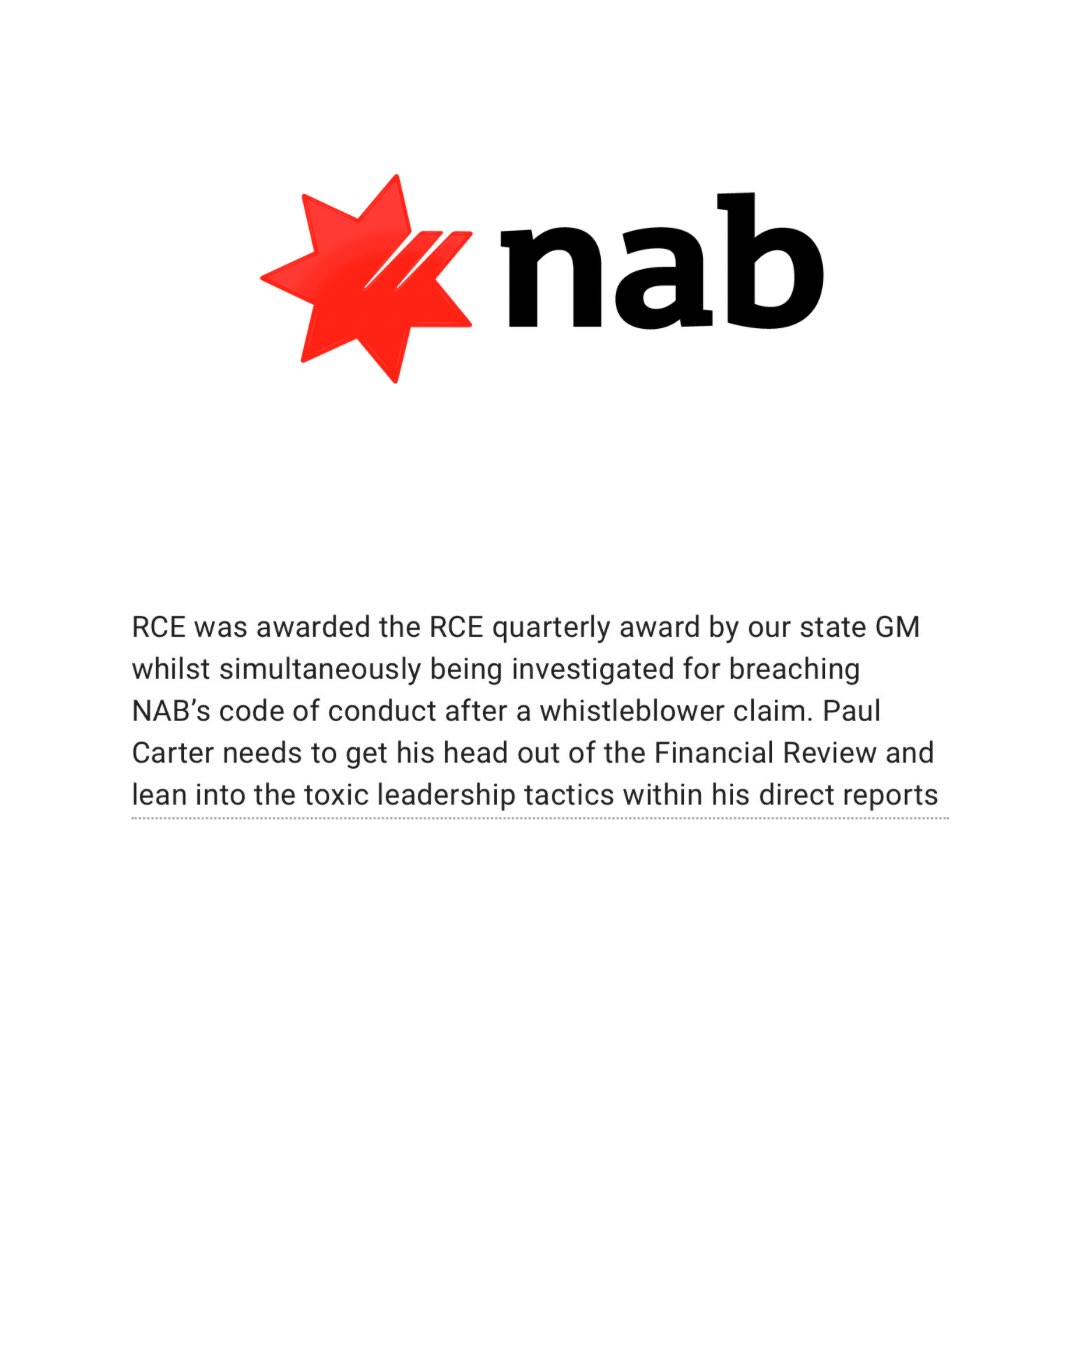 nab
RCE was awarded the RCE quarterly award by our state GM
whilst simultaneously being investigated for breaching
NAB’s code of conduct after a whistleblower claim. Paul
Carter needs to get his head out of the Financial Review and
lean into the toxic leadership tactics within his direct reports